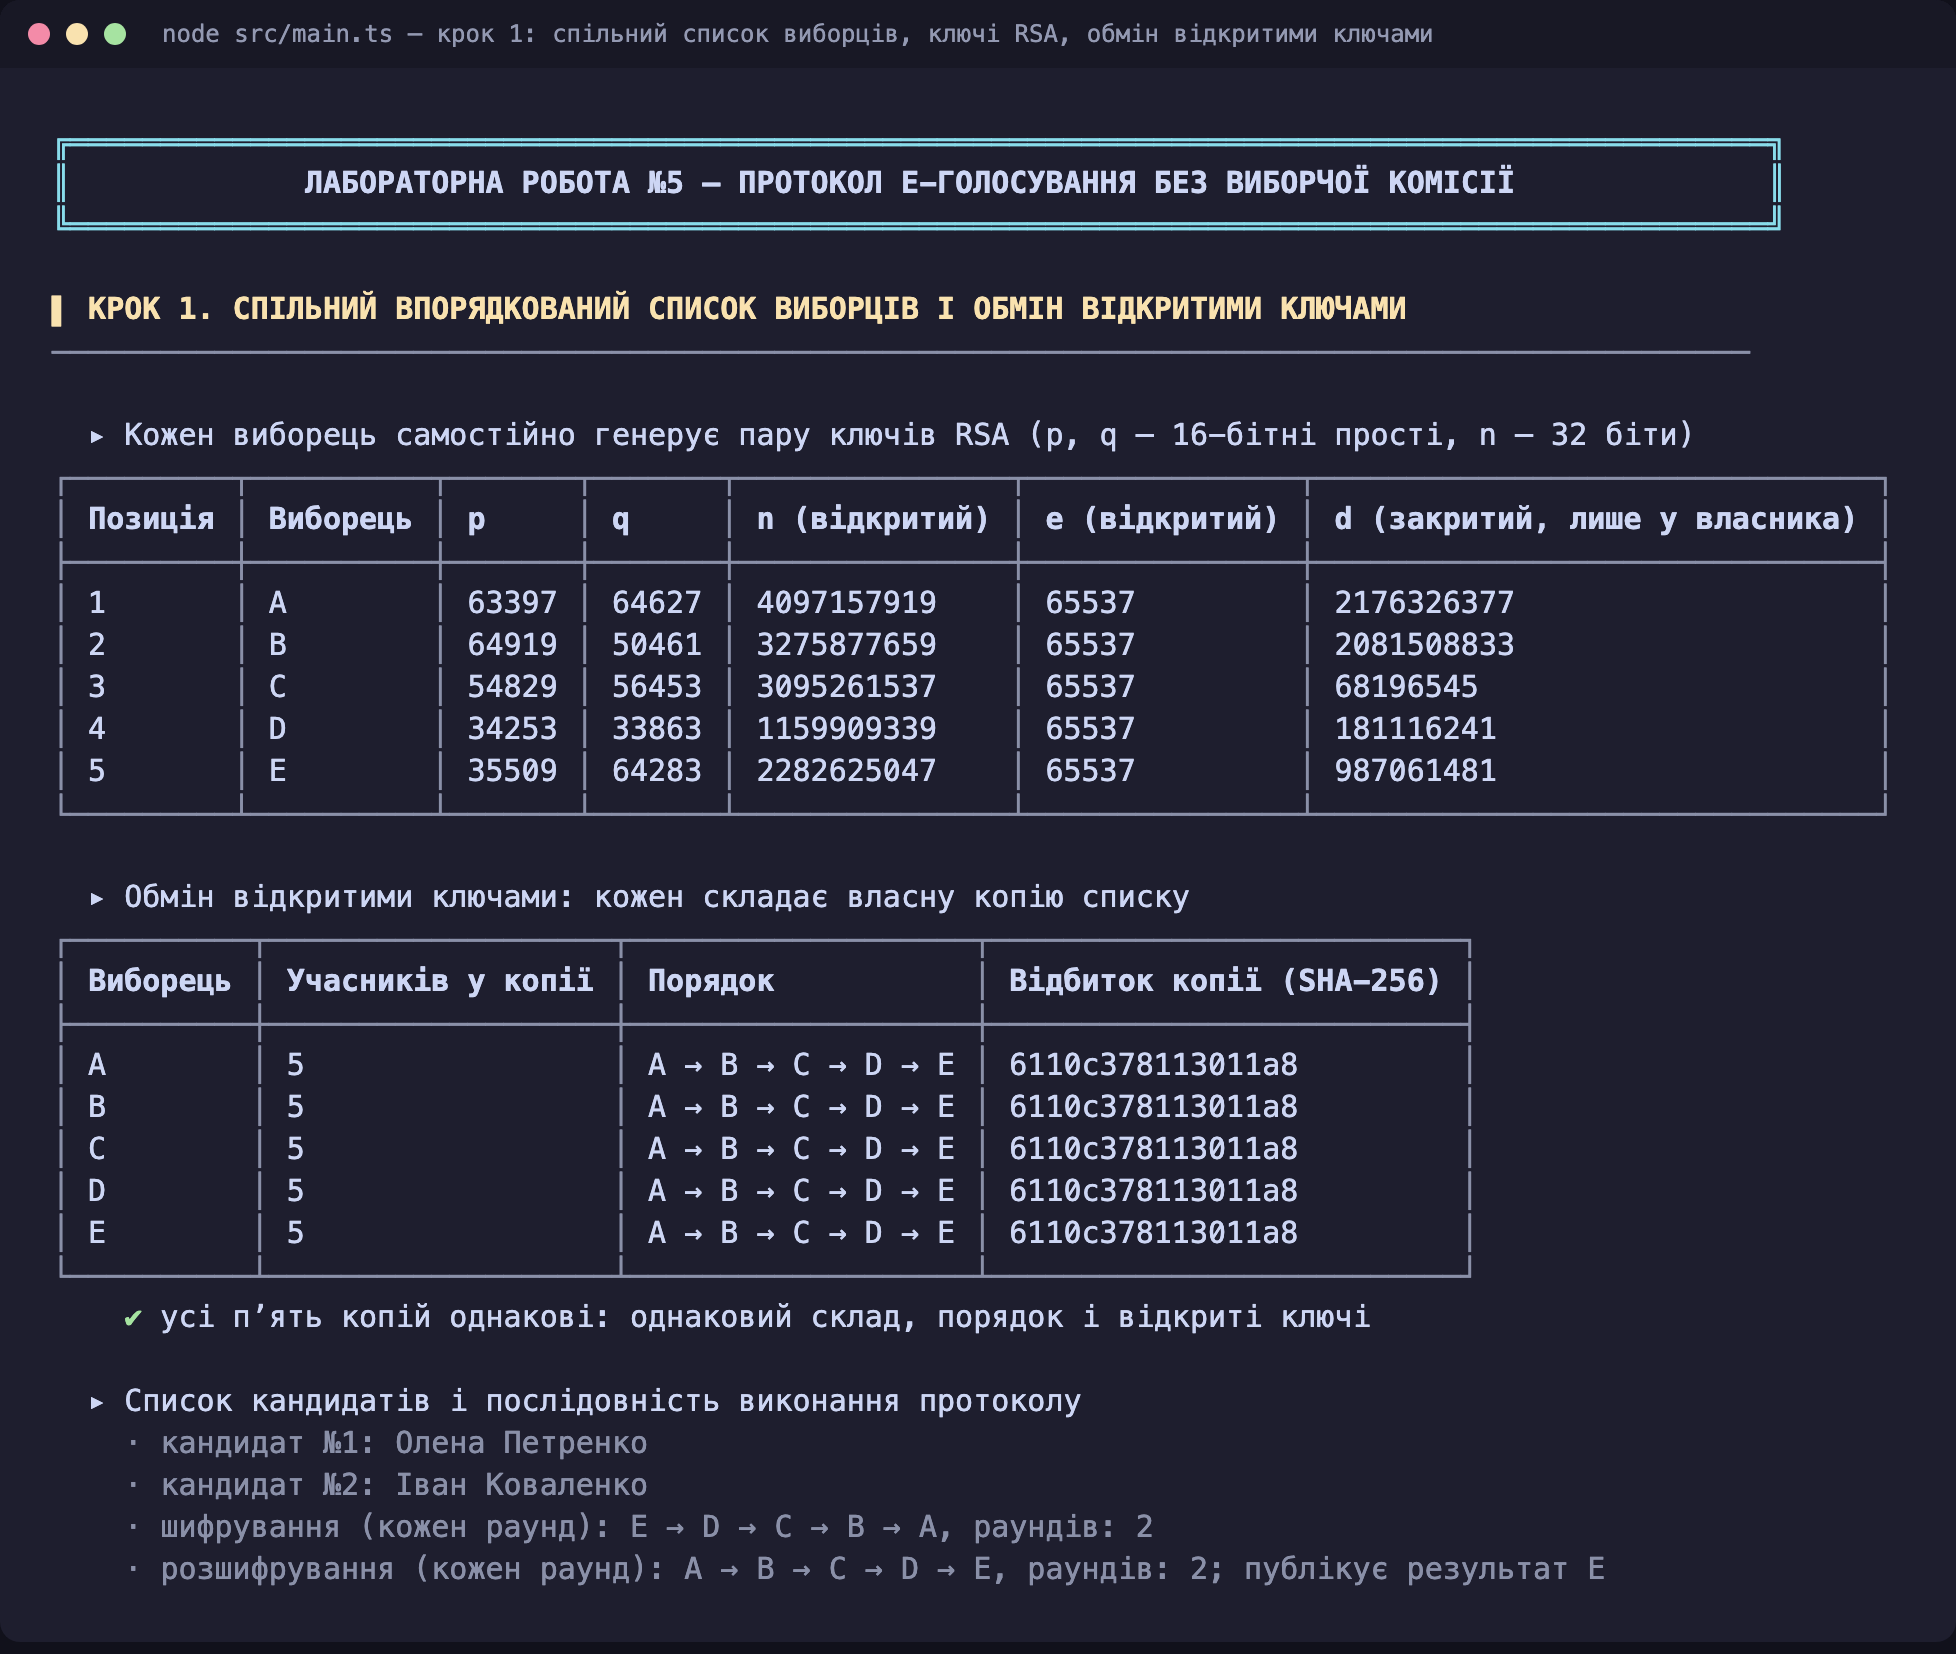 node src/main.ts — крок 1: спільний список виборців, ключі RSA, обмін відкритими ключами
ЛАБОРАТОРНА РОБОТА №5 — ПРОТОКОЛ Е-ГОЛОСУВАННЯ БЕЗ ВИБОРЧОЇ КОМІСІЇ
КРОК 1. СПІЛЬНИЙ ВПОРЯДКОВАНИЙ СПИСОК ВИБОРЦІВ І ОБМІН ВІДКРИТИМИ КЛЮЧАМИ
▸ Кожен виборець самостійно генерує пару ключів RSA (p, q — 16-бітні прості, n — 32 біти)
Позиція Виборець p q n (відкритий) e (відкритий) d (закритий, лише у власника)
1 A 63397 64627 4097157919 65537 2176326377
2 B 64919 50461 3275877659 65537 2081508833
3 C 54829 56453 3095261537 65537 68196545
4 D 34253 33863 1159909339 65537 181116241
5 E 35509 64283 2282625047 65537 987061481
▸ Обмін відкритими ключами: кожен складає власну копію списку
Виборець Учасників у копії Порядок Відбиток копії (SHA-256)
A 5 A → B → C → D → E 6110c378113011a8
B 5 A → B → C → D → E 6110c378113011a8
C 5 A → B → C → D → E 6110c378113011a8
D 5 A → B → C → D → E 6110c378113011a8
E 5 A → B → C → D → E 6110c378113011a8
✔ усі п’ять копій однакові: однаковий склад, порядок і відкриті ключі
▸ Список кандидатів і послідовність виконання протоколу
· кандидат №1: Олена Петренко
· кандидат №2: Іван Коваленко
· шифрування (кожен раунд): E → D → C → B → A, раундів: 2
· розшифрування (кожен раунд): A → B → C → D → E, раундів: 2; публікує результат E